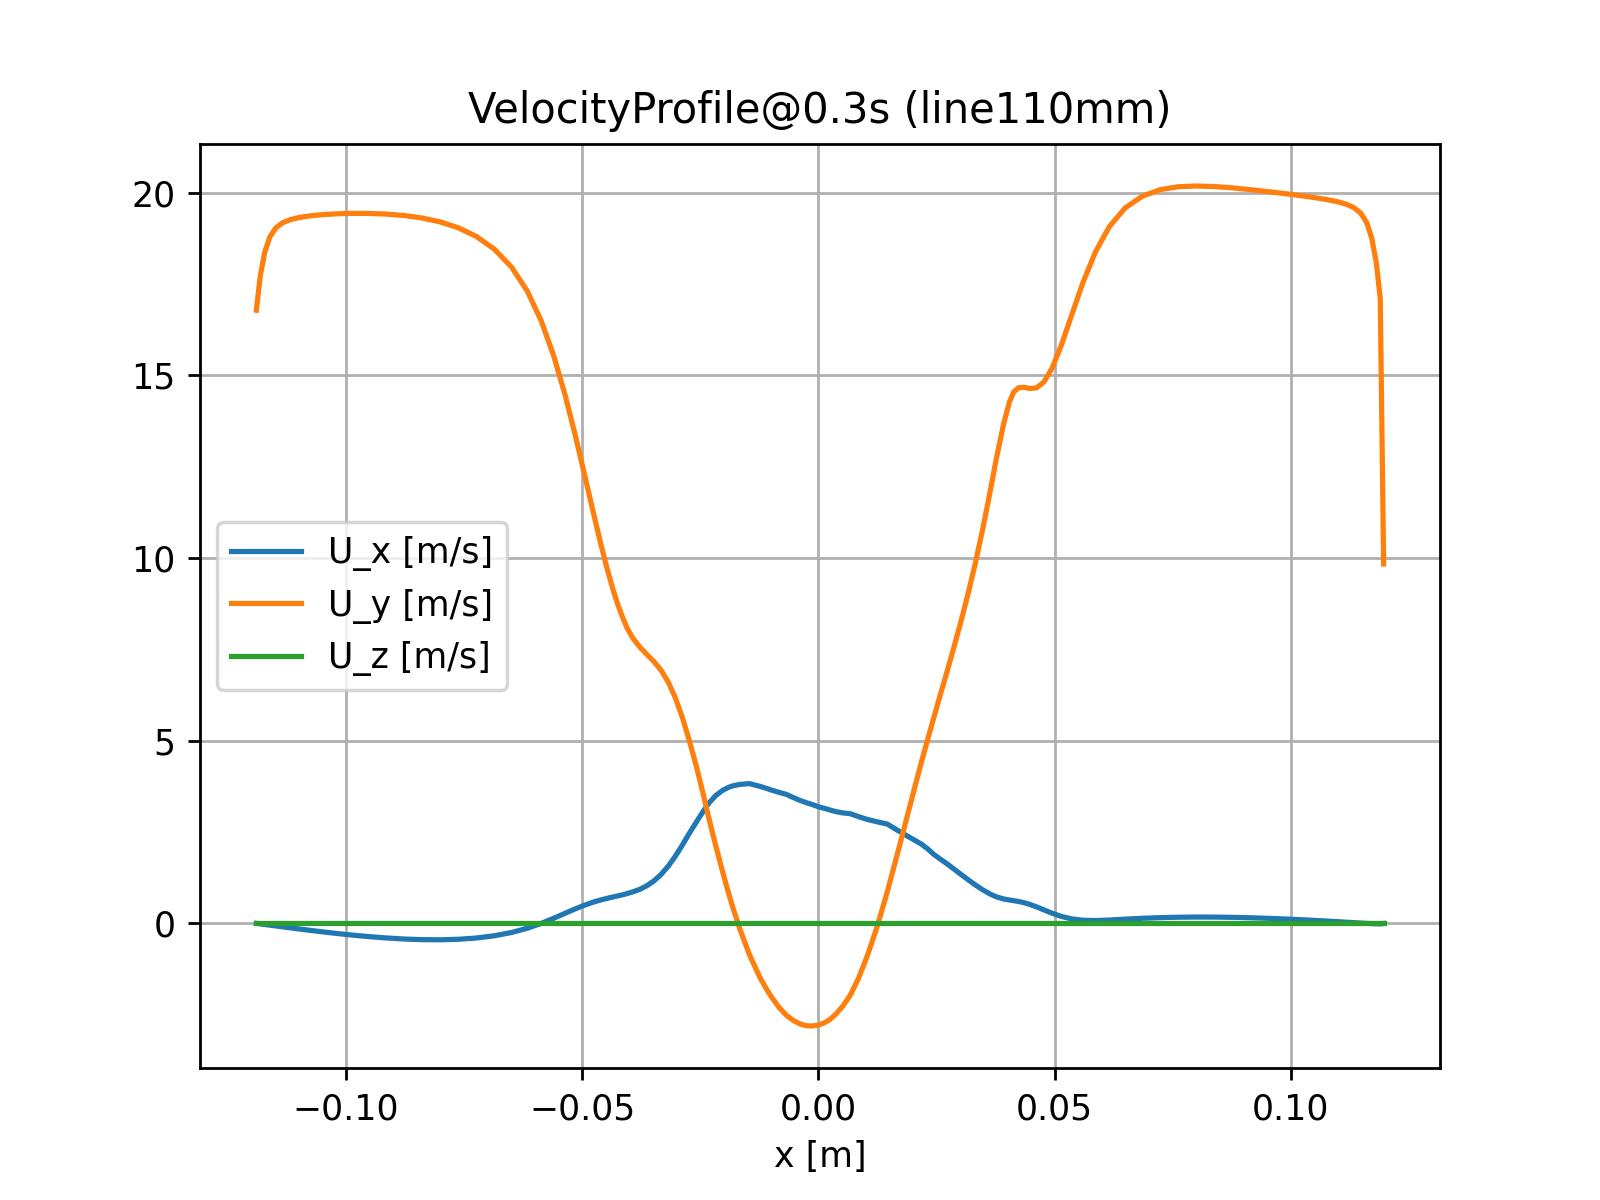 VelocityProfile@0.3s (line110mm)
20
15
10
5
0
U_x [m/s]
U_y [m/s]
U_z [m/s]
−0.10 −0.05 0.00 0.05 0.10
x [m]